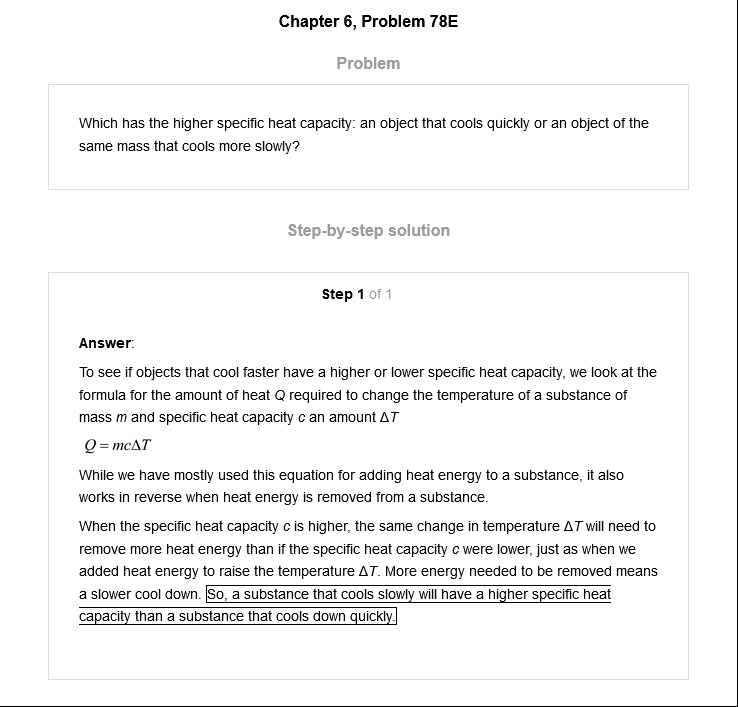 Chapter 6, Problem 78E
Problem
Which has the higher specific heat capacity: an object that cools quickly or an object of the
same mass that cools more slowly?
Step-by-step solution
Step 1 of 1
Answer:
To see if objects that cool faster have a higher or lower specific heat capacity, we look at the
formula for the amount of heat Q required to change the temperature of a substance of
mass m and specific heat capacity c an amount ΔT
Q = mcΔT
While we have mostly used this equation for adding heat energy to a substance, it also
works in reverse when heat energy is removed from a substance.
When the specific heat capacity c is higher, the same change in temperature ΔT will need to
remove more heat energy than if the specific heat capacity c were lower, just as when we
added heat energy to raise the temperature ΔT. More energy needed to be removed means
a slower cool down. So, a substance that cools slowly will have a higher specific heat
capacity than a substance that cools down quickly.